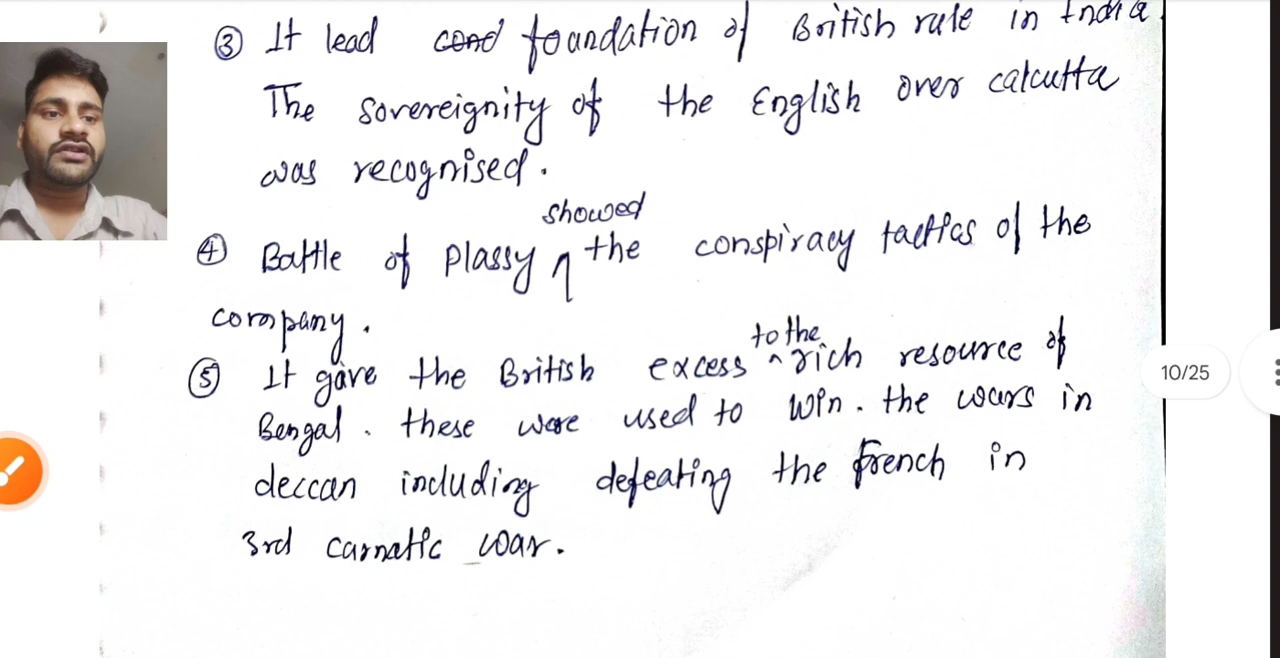 ③ It lead cond foundation of British rule in India
The sovereignity of the English over calcutta
was recognised.
showed
④ Battle of Plassy the conspiracy tactics of the
company.
to the
⑤ It gave the British excess ^ rich resource of
Bengal. these were used to win. the wars in
deccan including defeating the french in
3rd carnatic war.
10/25